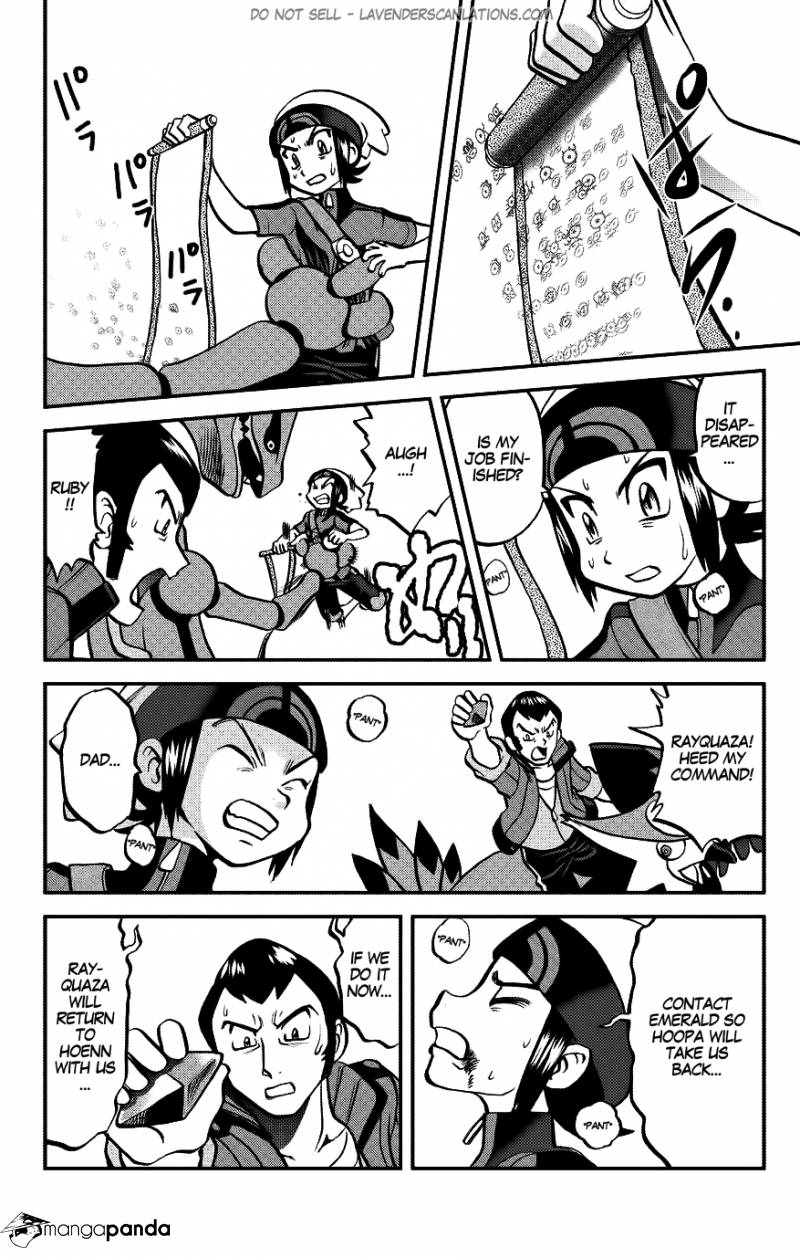 DO NOT SELL - LAVENDERSCANLATIONS.COM
パラ
パラ
IT
DISAP-
PEARED
...
IS MY
JOB FIN-
ISHED?
*PANT*
*PANT*
AUGH
...!
RUBY
!!
RAYQUAZA!
HEED MY
COMMAND!
*PANT*
DAD...
*PANT*
*PANT*
CONTACT
EMERALD SO
HOOPA WILL
TAKE US
BACK...
*PANT*
IF WE
DO IT
NOW...
RAY-
QUAZA
WILL
RETURN
TO
HOENN
WITH US
...
mangapanda